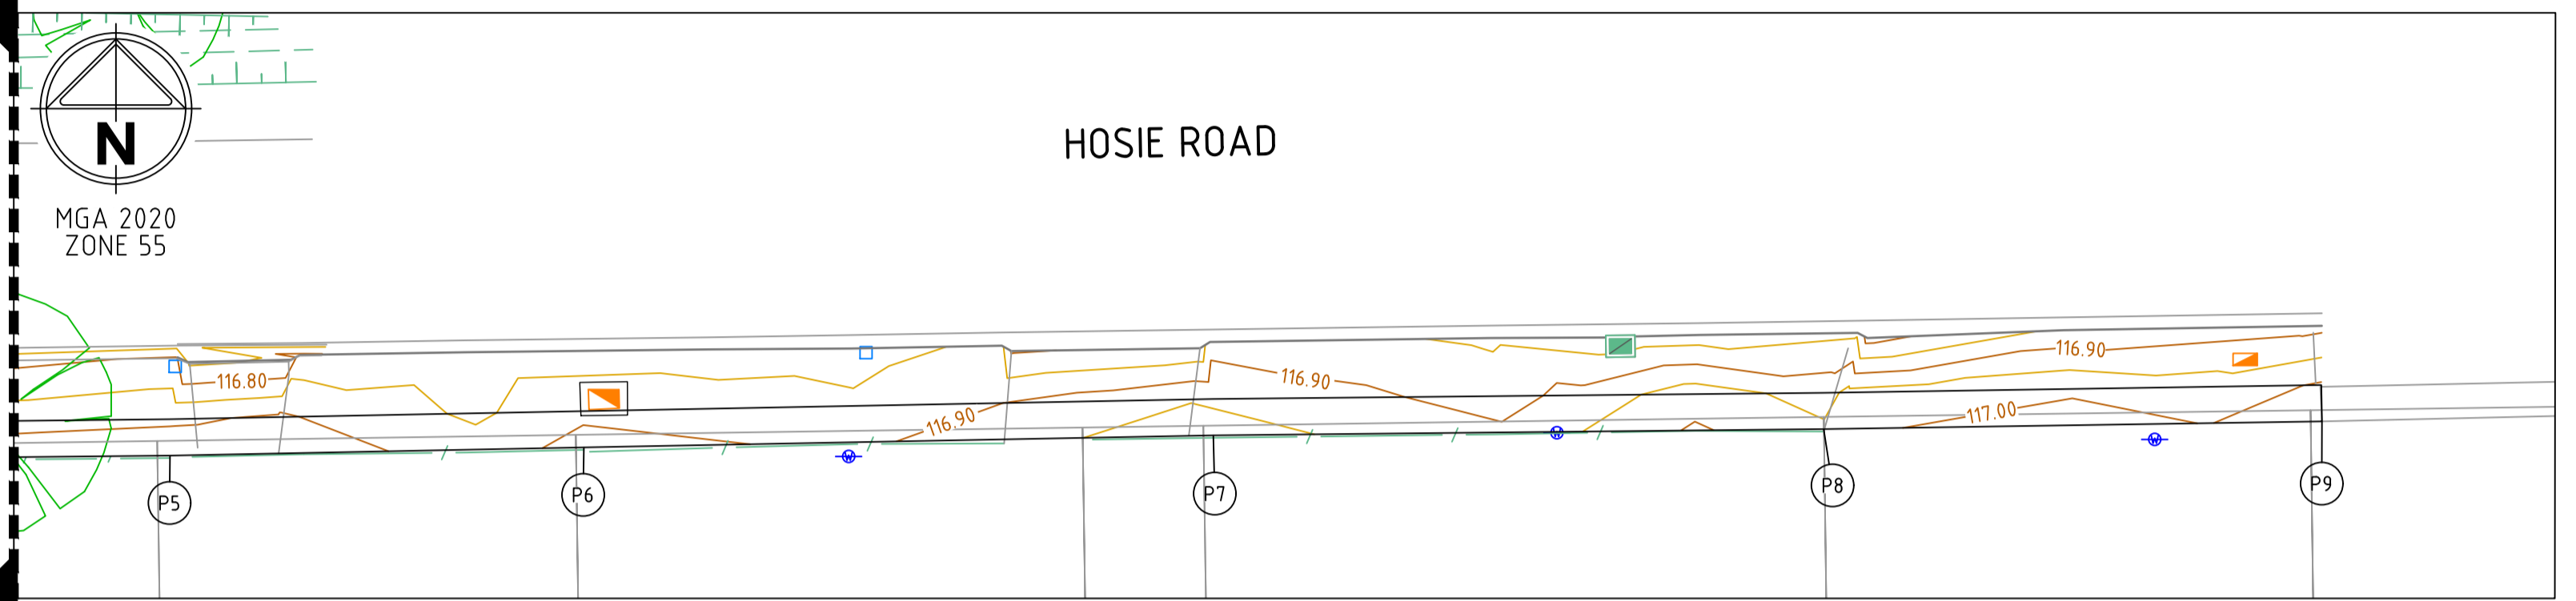 HOSIE ROAD
N
MGA 2020
ZONE 55
116.80
116.90
116.90
116.90
117.00
P5
P6
P7
P8
P9
W
W
W